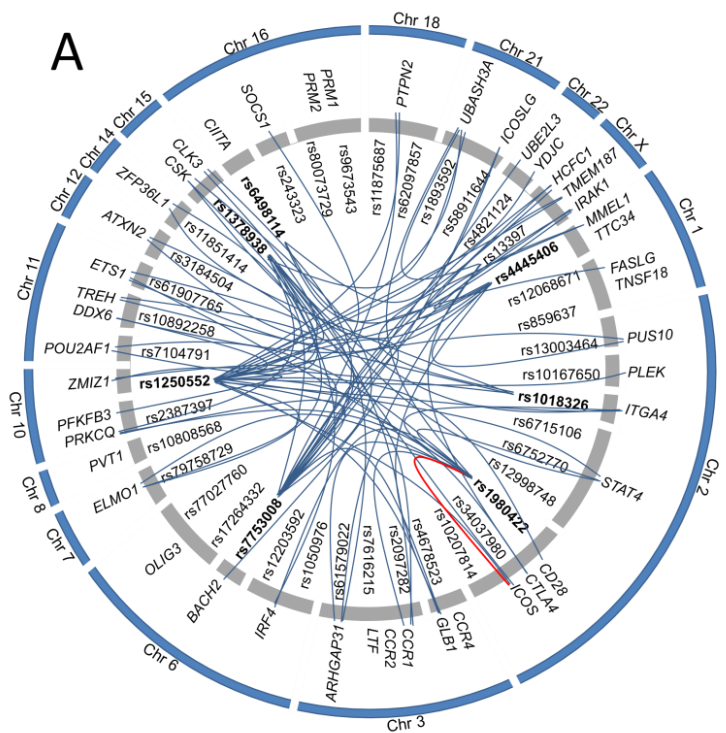 A
Chr 18
Chr 21
Chr 22
Chr X
Chr 1
Chr 2
Chr 3
Chr 6
Chr 7
Chr 8
Chr 10
Chr 11
Chr 12
Chr 14
Chr 15
Chr 16
PTPN2
UBASH3A
ICOSLG
UBE2L3
YDJC
HCFC1
TMEM187
IRAK1
MMEL1
TTC34
FASLG
TNSF18
PUS10
PLEK
ITGA4
STAT4
CD28
CTLA4
ICOS
CCR4
GLB1
CCR1
CCR2
LTF
ARHGAP31
IRF4
BACH2
OLIG3
ELMO1
PVT1
PRKCQ
PFKFB3
ZMIZ1
POU2AF1
DDX6
TREH
ETS1
ATXN2
ZFP36L1
CSK
CLK3
CIITA
SOCS1
PRM2
PRM1
rs11875687
rs62097857
rs1893592
rs58911644
rs4821124
rs13397
rs4445406
rs12068671
rs859637
rs13003464
rs10167650
rs1018326
rs6715106
rs6752770
rs12998748
rs1980422
rs34037980
rs10207814
rs4678523
rs2097282
rs7616215
rs61579022
rs1050976
rs12203592
rs7753008
rs17264332
rs77027760
rs79758729
rs10808568
rs2387397
rs1250552
rs7104791
rs10892258
rs61907765
rs3184504
rs11851414
rs1378938
rs6498114
rs243323
rs80073729
rs9673543